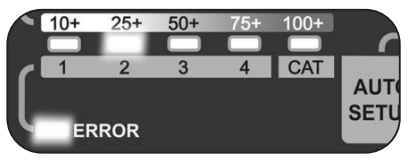 10+ 25+ 50+ 75+ 100+
1 2 3 4 CAT
AUTO
SETU
ERROR